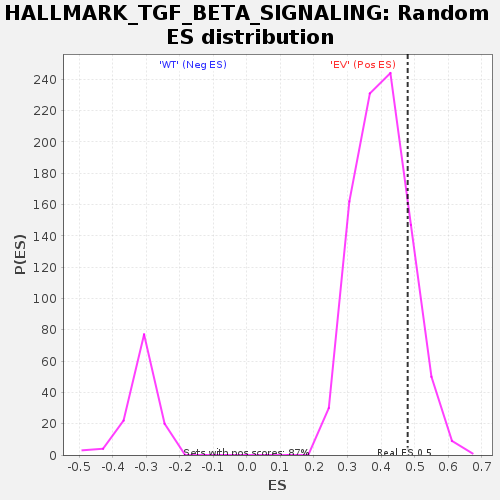 HALLMARK_TGF_BETA_SIGNALING: Random
ES distribution
'WT' (Neg ES)
'EV' (Pos ES)
240
220
200
180
160
140
120
100
80
60
40
20
0
P(ES)
Sets with pos scores: 87%
Real ES 0.5
-0.5 -0.4 -0.3 -0.2 -0.1 0.0 0.1 0.2 0.3 0.4 0.5 0.6 0.7
ES